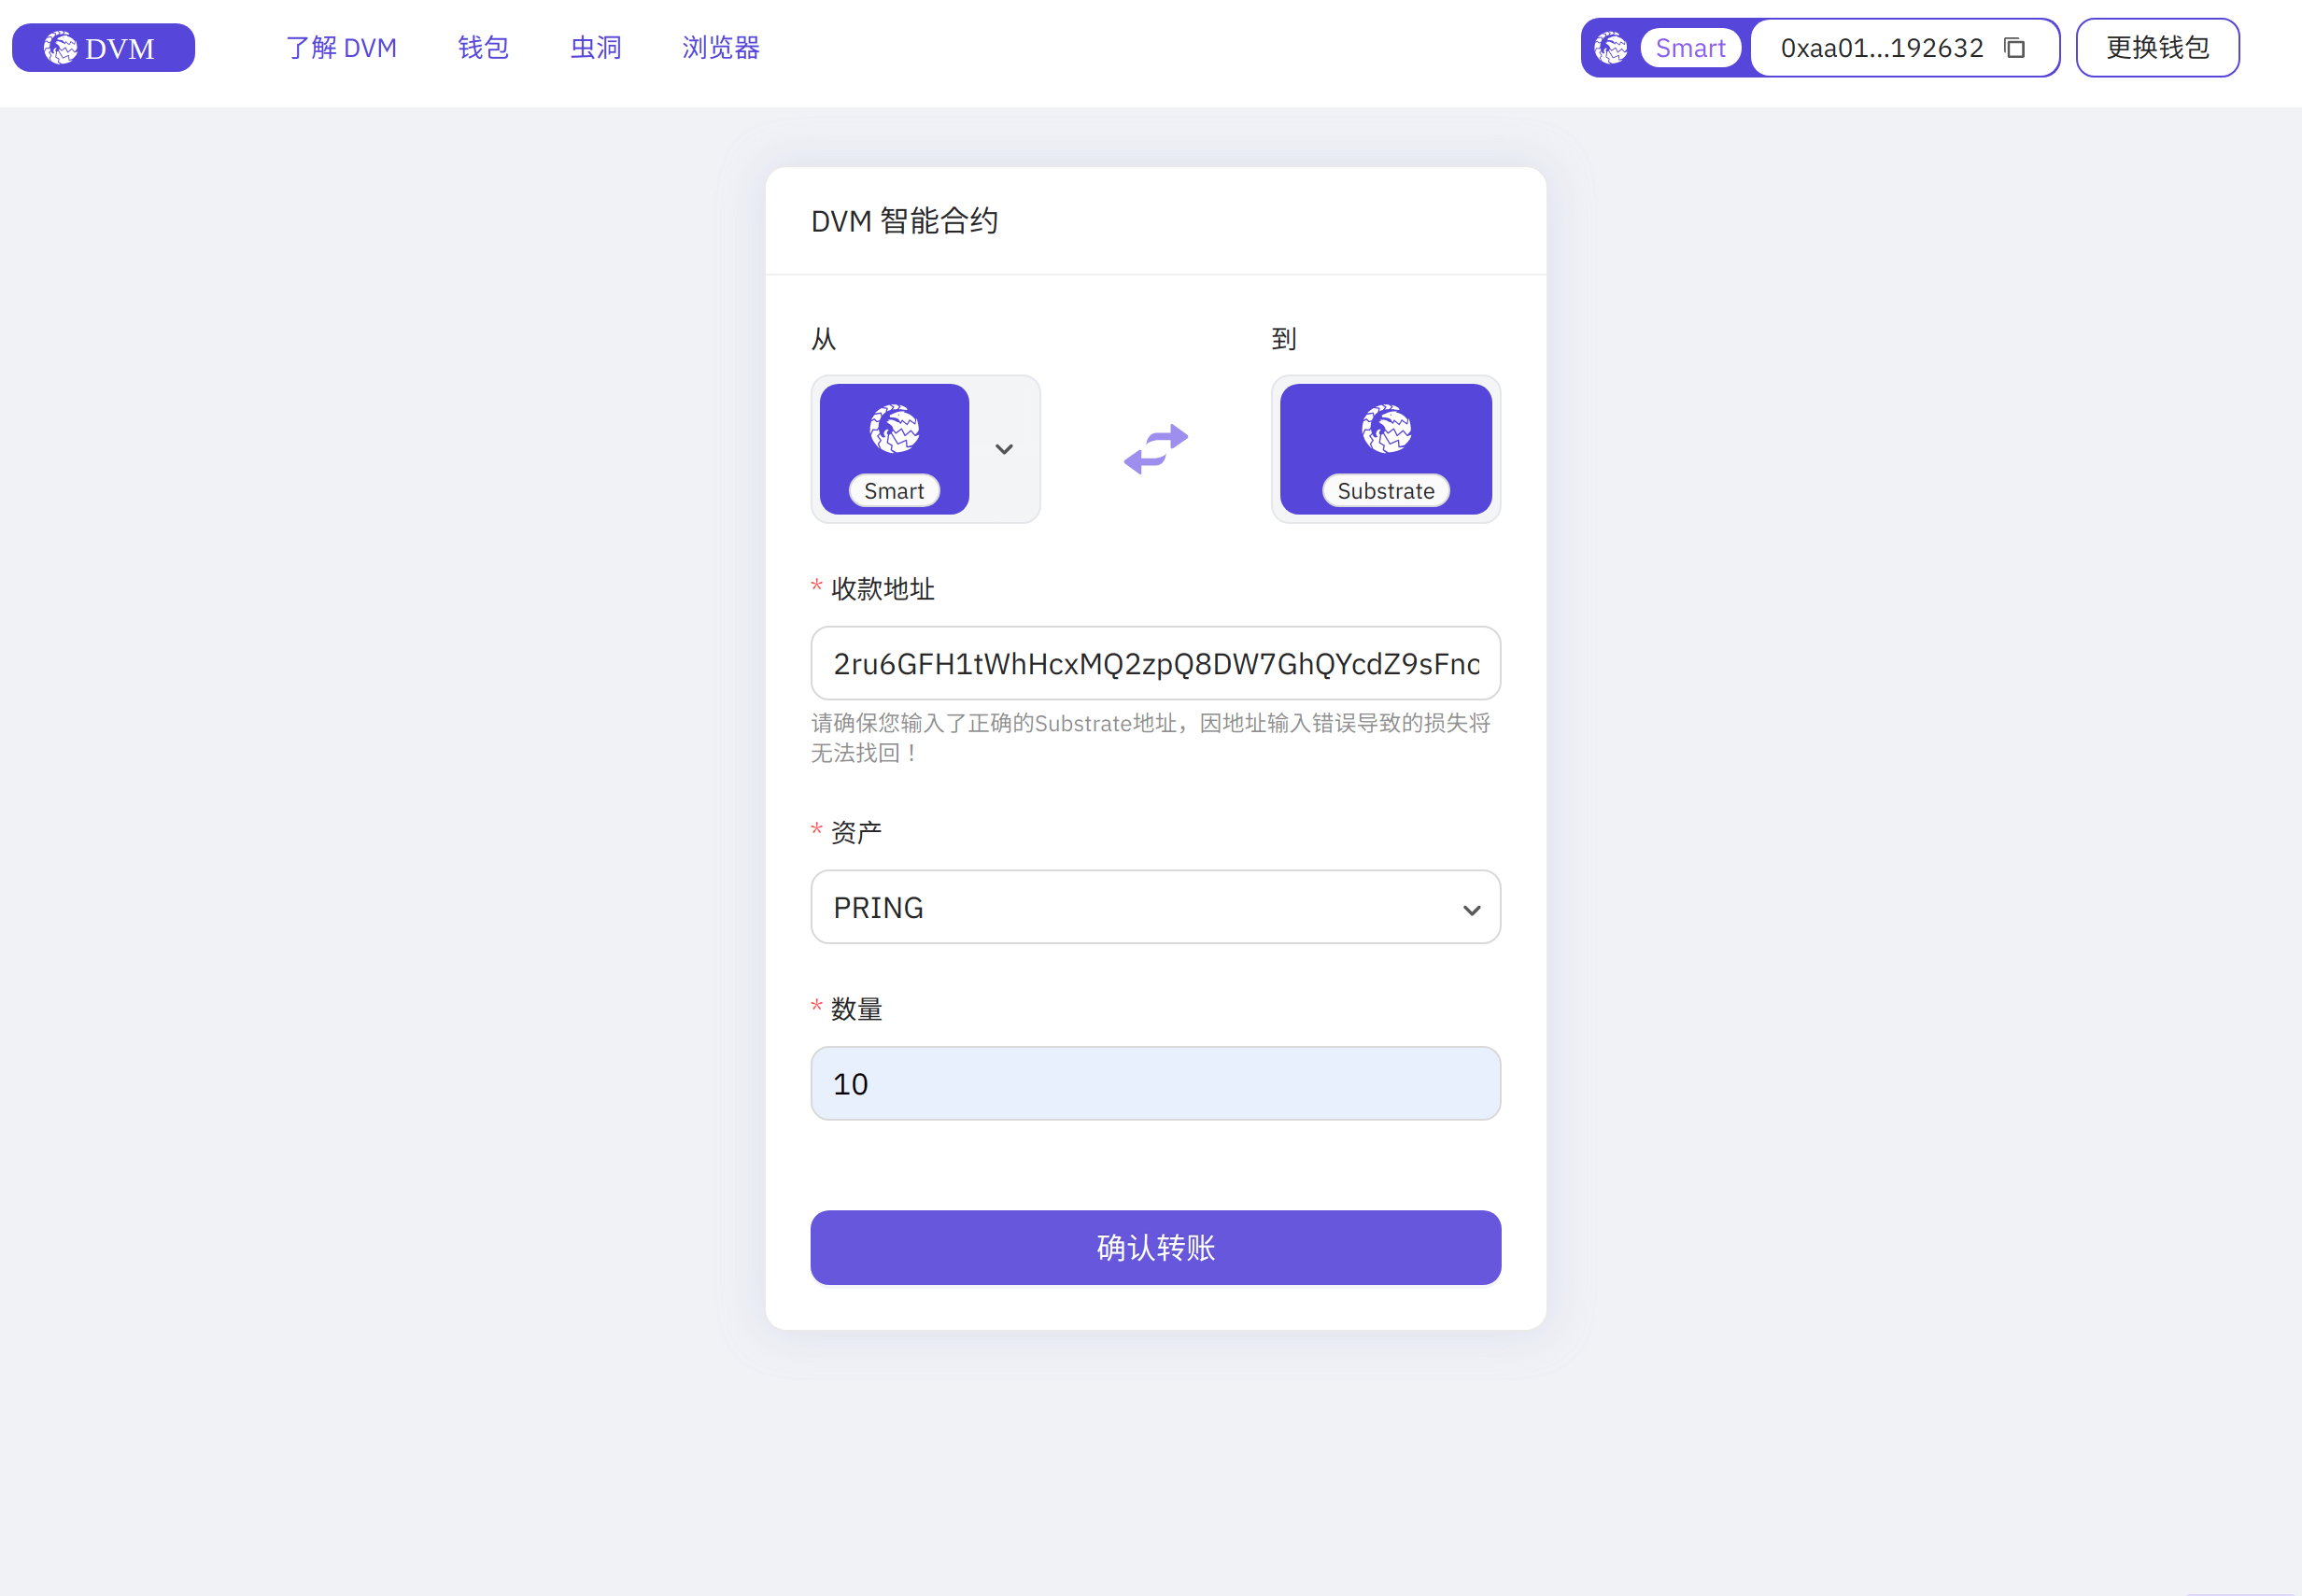 DVM
了解 DVM
钱包
虫洞
浏览器
Smart
0xaa01...192632
更换钱包
DVM 智能合约
从
到
Smart
Substrate
* 收款地址
2ru6GFH1tWhHcxMQ2zpQ8DW7GhQYcdZ9sFnc
请确保您输入了正确的Substrate地址，因地址输入错误导致的损失将
无法找回！
* 资产
PRING
* 数量
10
确认转账